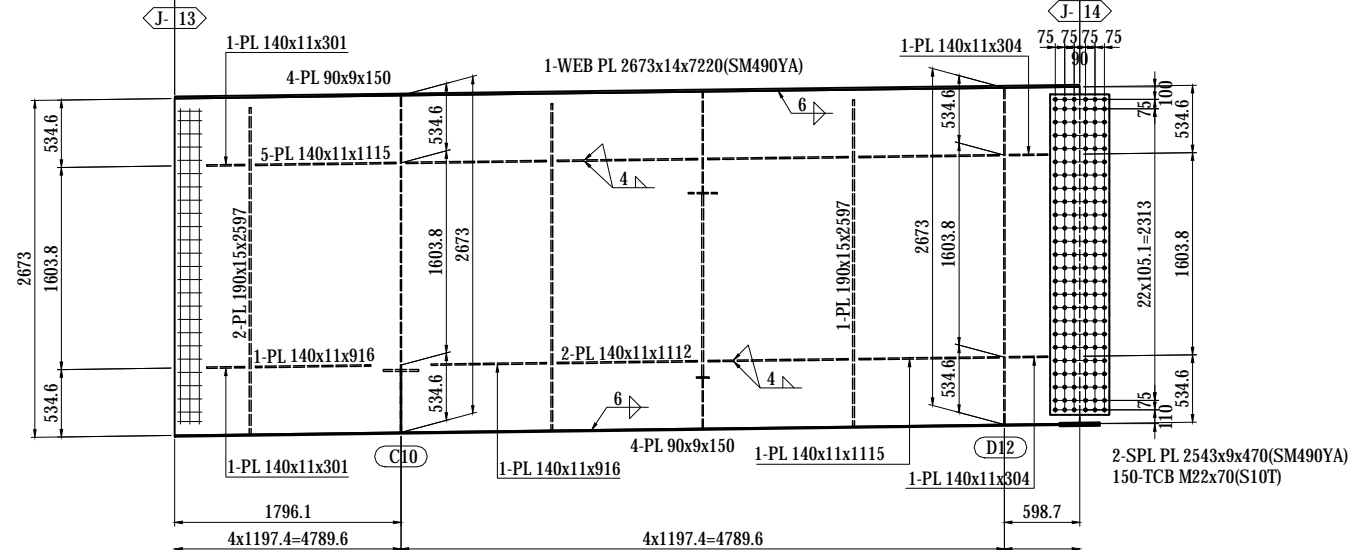 J- 13
J- 14
1-PL 140x11x301
1-PL 140x11x304
75 75 75
90
4-PL 90x9x150
1-WEB PL 2673x14x7220(SM490YA)
6
100
75
534.6
534.6
534.6
534.6
5-PL 140x11x1115
4
2673
1603.8
2-PL 190x15x2597
1603.8
2673
1-PL 190x15x2597
2673
1603.8
22x105.1=2313
1603.8
1-PL 140x11x916
2-PL 140x11x1112
4
534.6
534.6
534.6
534.6
75
110
6
C10
4-PL 90x9x150
D12
1-PL 140x11x301
1-PL 140x11x916
1-PL 140x11x1115
1-PL 140x11x304
2-SPL PL 2543x9x470(SM490YA)
150-TCB M22x70(S10T)
1796.1
598.7
4x1197.4=4789.6
4x1197.4=4789.6